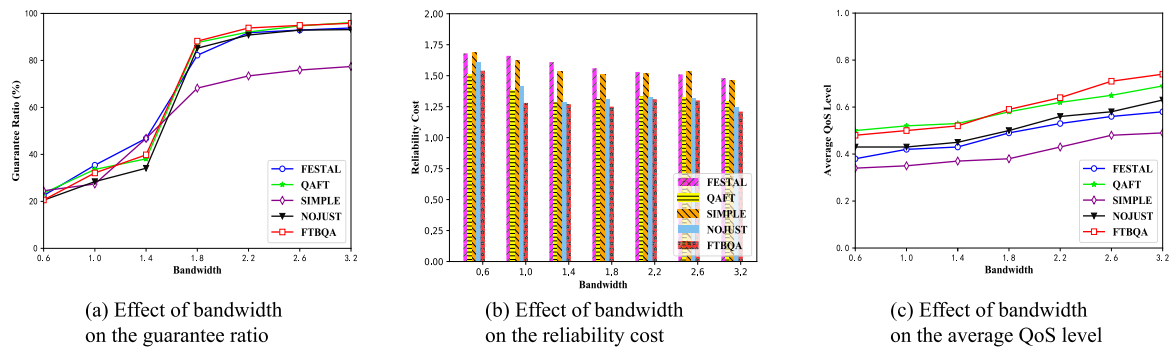 100
80
60
40
20
0
Guarantee Ratio (%)
0.6 1.0 1.4 1.8 2.2 2.6 3.2
Bandwidth
FESTAL
QAFT
SIMPLE
NOJUST
FTBQA
(a) Effect of bandwidth
on the guarantee ratio
2.00
1.75
1.50
1.25
1.00
0.75
0.50
0.25
0.00
Reliability Cost
0.6 1.0 1.4 1.8 2.2 2.6 3.2
Bandwidth
FESTAL
QAFT
SIMPLE
NOJUST
FTBQA
(b) Effect of bandwidth
on the reliability cost
1.0
0.8
0.6
0.4
0.2
0.0
Average QoS Level
0.6 1.0 1.4 1.8 2.2 2.6 3.2
Bandwidth
FESTAL
QAFT
SIMPLE
NOJUST
FTBQA
(c) Effect of bandwidth
on the average QoS level